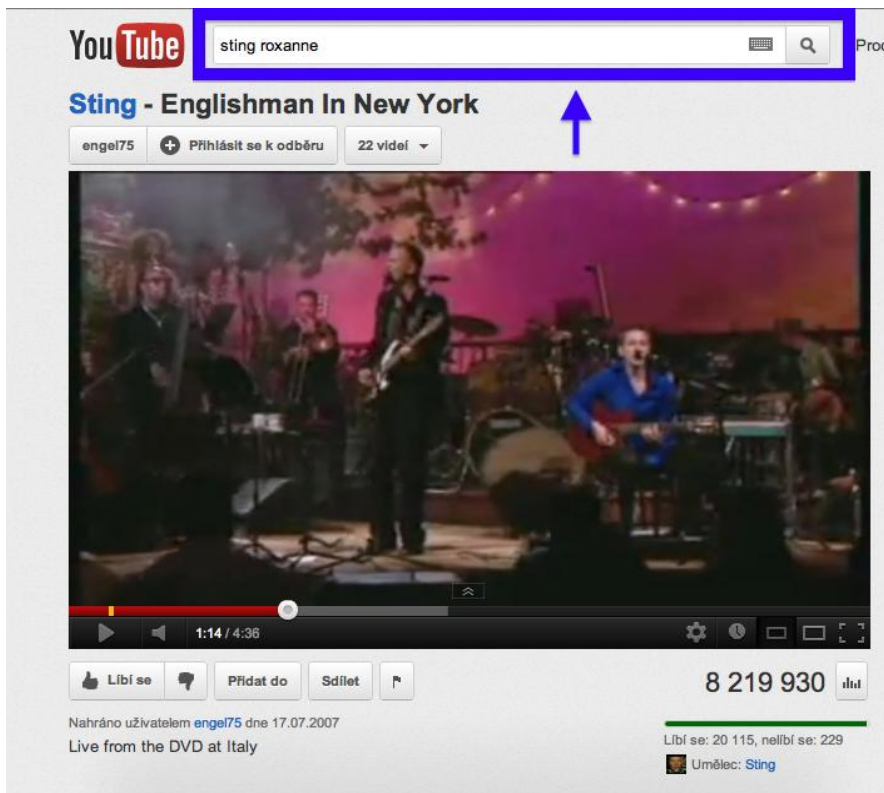 YouTube
sting roxanne
Sting - Englishman In New York
engel75 Přihlásit se k odběru 22 videí
1:14 / 4:36
Líbí se Přidat do Sdílet
8 219 930
Nahráno uživatelem engel75 dne 17.07.2007
Live from the DVD at Italy
Líbí se: 20 115, nelíbí se: 229
Umělec: Sting